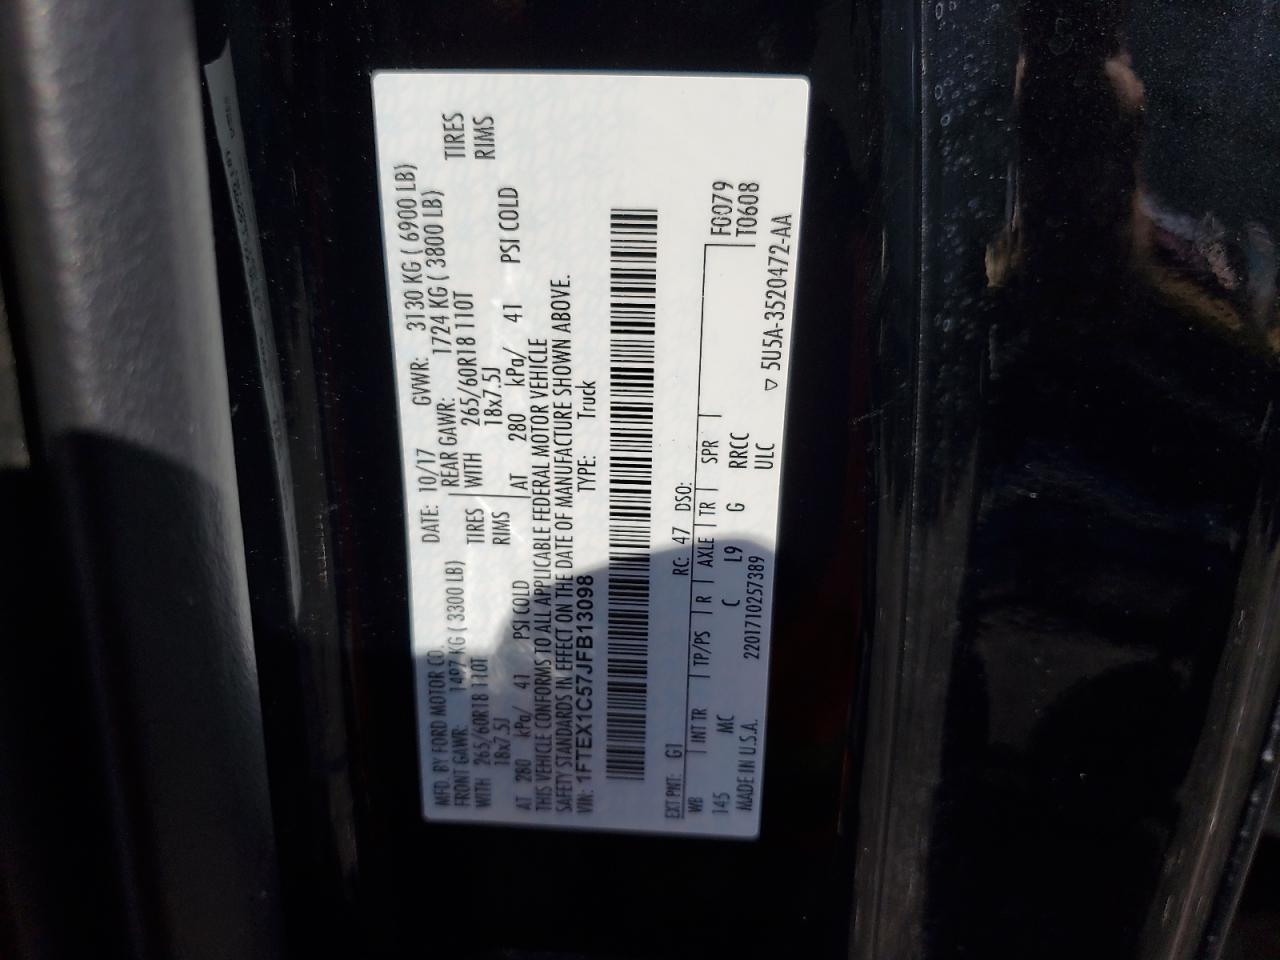 MFD. BY FORD MOTOR CO. DATE: 10/17 GVWR: 3130 KG ( 6900 LB)
FRONT GAWR: 1497 KG ( 3300 LB) REAR GAWR: 1724 KG ( 3800 LB)
WITH 265/60R18 110T TIRES WITH 265/60R18 110T TIRES
18x7.5J RIMS 18x7.5J RIMS
AT 280 kPa/ 41 PSI COLD AT 280 kPa/ 41 PSI COLD
THIS VEHICLE CONFORMS TO ALL APPLICABLE FEDERAL MOTOR VEHICLE
SAFETY STANDARDS IN EFFECT ON THE DATE OF MANUFACTURE SHOWN ABOVE.
VIN: 1FTEX1C57JFB13098 TYPE: Truck
EXT PNT: G1 RC: 47 DSO:
WB INT TR TP/PS R AXLE TR SPR F0079
145 MC C L9 G RRCC T0608
MADE IN U.S.A. 2201710257389 ULC ▽ 5U5A-3520472-AA